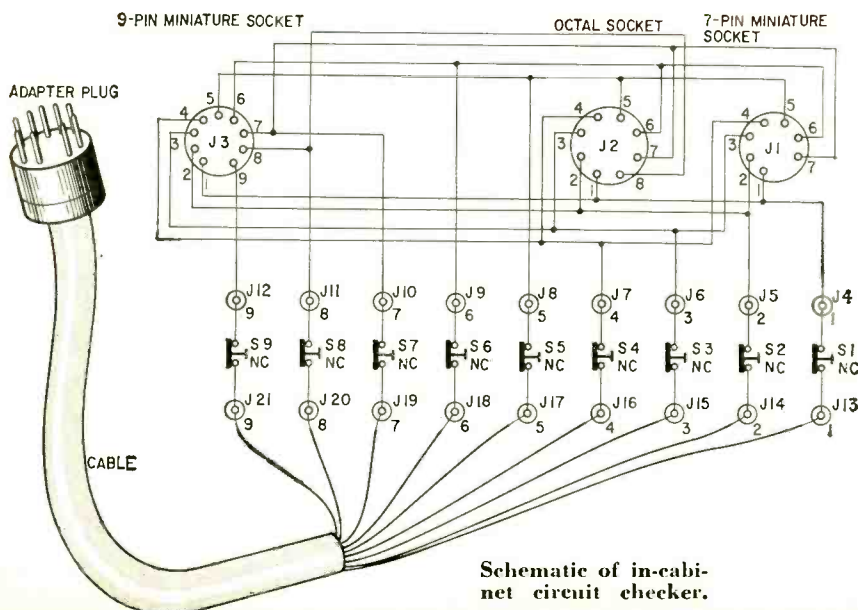 9-PIN MINIATURE SOCKET
OCTAL SOCKET
7-PIN MINIATURE
SOCKET
ADAPTER PLUG
5 6
4
7
3
J3
8
2
1
9
5
4
6
3
J2
7
2
1
8
5
4
6
3
J1
7
2
1
J12 J11 J10 J9 J8 J7 J6 J5 J4
9 8 7 6 5 4 3 2 1
S9 S8 S7 S6 S5 S4 S3 S2 S1
NC NC NC NC NC NC NC NC NC
J21 J20 J19 J18 J17 J16 J15 J14 J13
9 8 7 6 5 4 3 2 1
CABLE
Schematic of in-cabi-
net circuit checker.